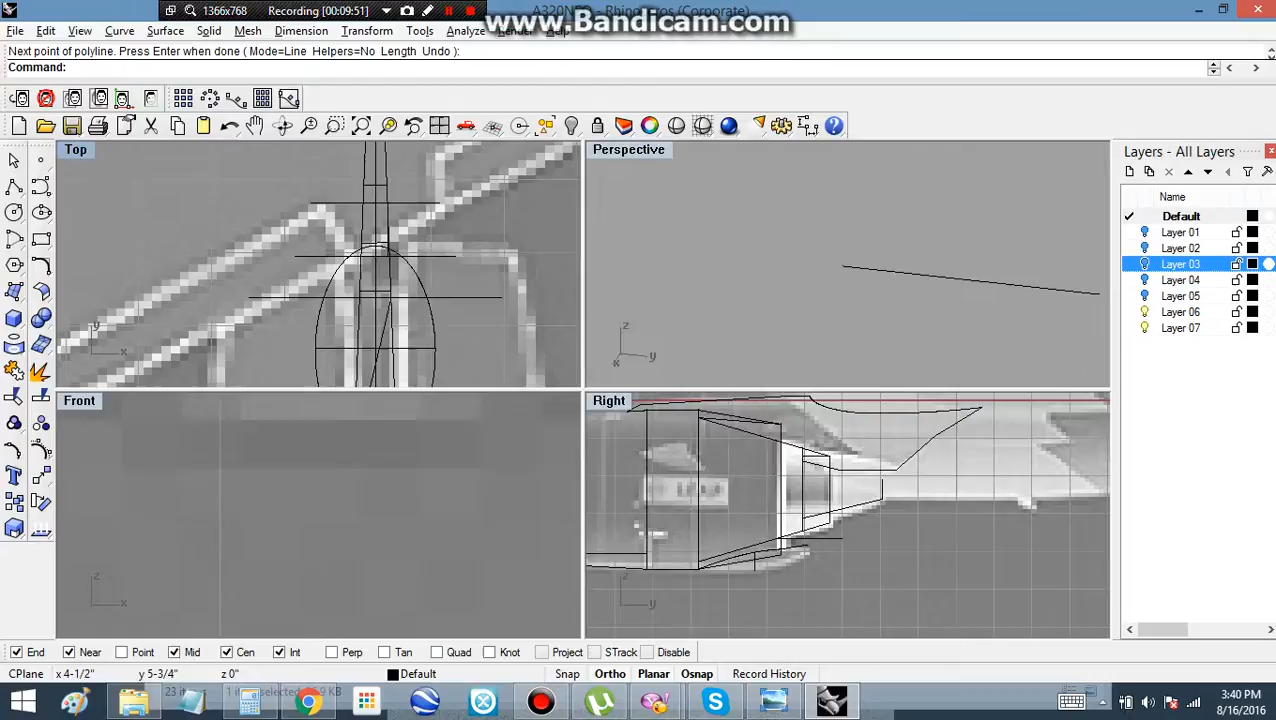 1366x768 Recording [00:09:51]
www.Bandicam.com
File Edit View Curve Surface Solid Mesh Dimension Transform Tools Analyze Render Help
Next point of polyline. Press Enter when done ( Mode=Line Helpers=No Length Undo ):
Command:
Top
Perspective
Front
Right
y x
z y x
z x
z y
Layers - All Layers
Name
Default
Layer 01
Layer 02
Layer 03
Layer 04
Layer 05
Layer 06
Layer 07
End Near Point Mid Cen Int Perp Tan Quad Knot Project STrack Disable
CPlane x 4-1/2" y 5-3/4" z 0" Default Snap Ortho Planar Osnap Record History
3:40 PM
8/16/2016